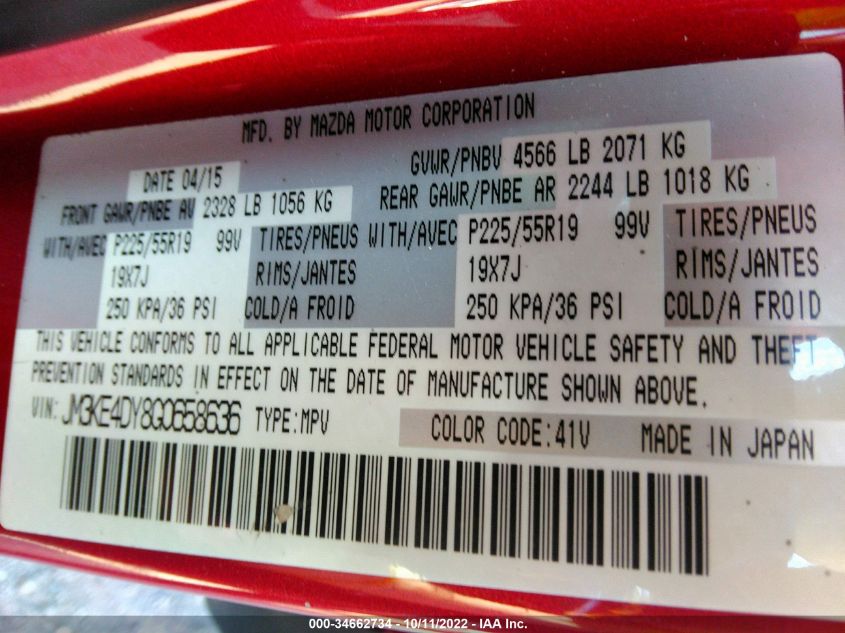 MFD. BY MAZDA MOTOR CORPORATION
DATE 04/15 GVWR/PNBV 4566 LB 2071 KG
FRONT GAWR/PNBE AV 2328 LB 1056 KG REAR GAWR/PNBE AR 2244 LB 1018 KG
WITH/AVEC P225/55R19 99V TIRES/PNEUS WITH/AVEC P225/55R19 99V TIRES/PNEUS
19X7J RIMS/JANTES 19X7J RIMS/JANTES
250 KPA/36 PSI COLD/A FROID 250 KPA/36 PSI COLD/A FROID
THIS VEHICLE CONFORMS TO ALL APPLICABLE FEDERAL MOTOR VEHICLE SAFETY AND THEFT
PREVENTION STANDARDS IN EFFECT ON THE DATE OF MANUFACTURE SHOWN ABOVE.
VIN: JM3KE4DY8G0658636 TYPE:MPV COLOR CODE:41V MADE IN JAPAN
000-34662734 - 10/11/2022 - IAA Inc.